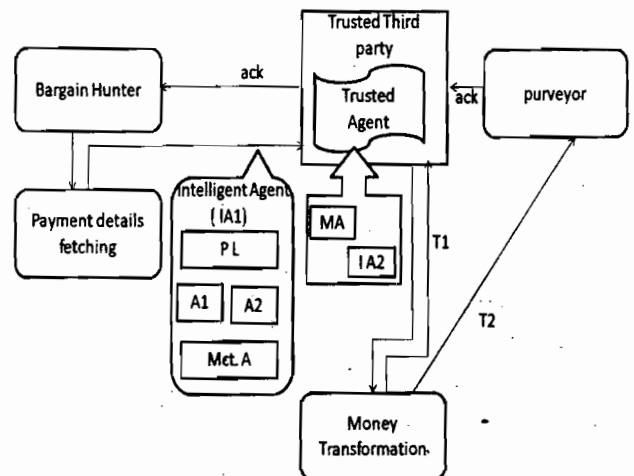 Trusted Third
party
Trusted
Agent
Bargain Hunter
ack
ack
purveyor
Payment details
fetching
Intelligent Agent
( IA1)
P L
A1
A2
Mct. A
MA
I A2
T1
T2
Money
Transformation.